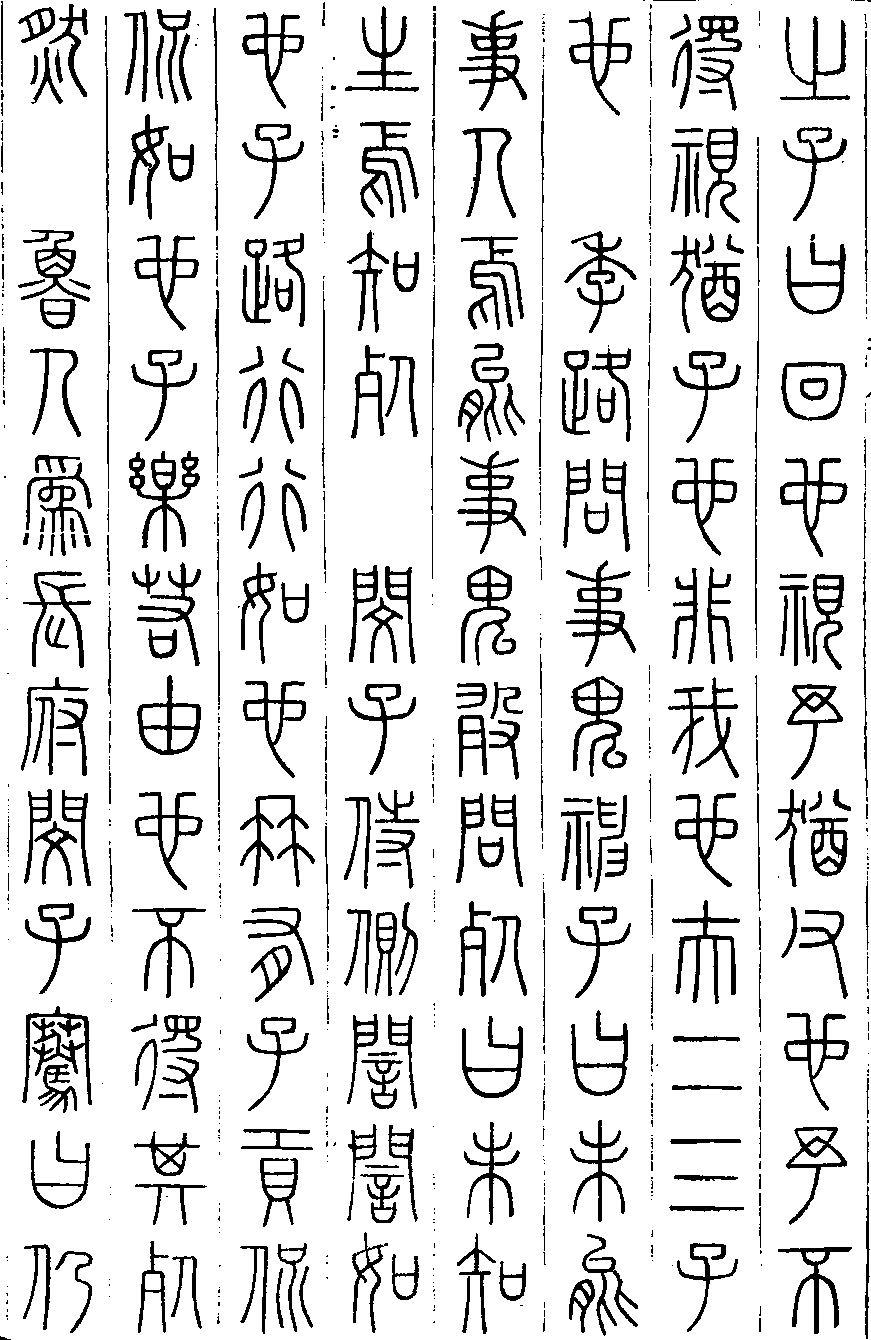 之子曰回也視予猶父也予不
得視猶子也非我也夫二三子
也　季路問事鬼神子曰未能
事人焉能事鬼敢問死曰未知
生焉知死　閔子侍側誾誾如
也子路行行如也冉有子貢侃
侃如也子樂若由也不得其死
然　魯人爲長府閔子騫曰仍